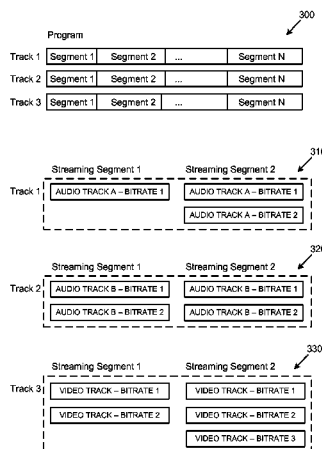 300
Program
Track 1 Segment 1 Segment 2 ... Segment N
Track 2 Segment 1 Segment 2 ... Segment N
Track 3 Segment 1 Segment 2 ... Segment N
310
Streaming Segment 1 Streaming Segment 2
Track 1 AUDIO TRACK A – BITRATE 1 AUDIO TRACK A – BITRATE 1
AUDIO TRACK A – BITRATE 2
320
Streaming Segment 1 Streaming Segment 2
Track 2 AUDIO TRACK B – BITRATE 1 AUDIO TRACK B – BITRATE 1
AUDIO TRACK B – BITRATE 2 AUDIO TRACK B – BITRATE 2
330
Streaming Segment 1 Streaming Segment 2
Track 3 VIDEO TRACK – BITRATE 1 VIDEO TRACK – BITRATE 1
VIDEO TRACK – BITRATE 2 VIDEO TRACK – BITRATE 2
VIDEO TRACK – BITRATE 3